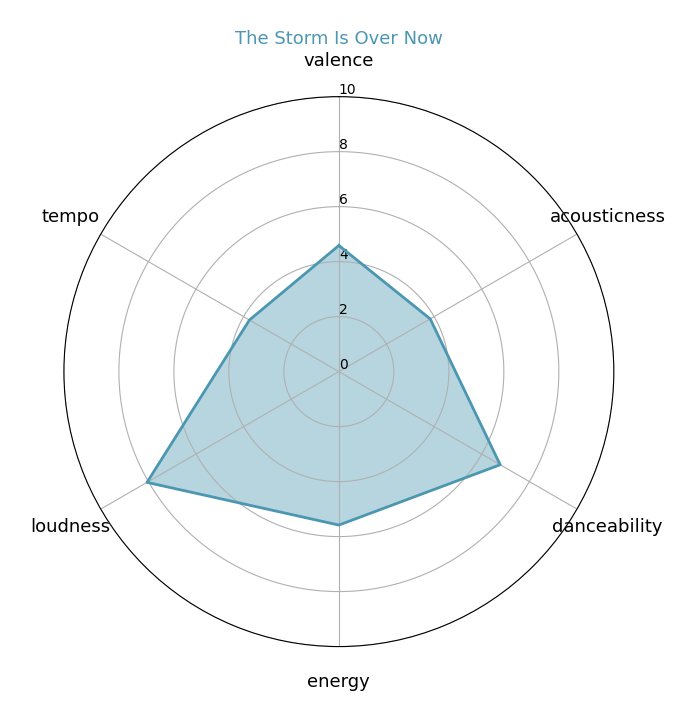 The Storm Is Over Now
valence
10
8
6
4
2
0
tempo
acousticness
loudness
danceability
energy